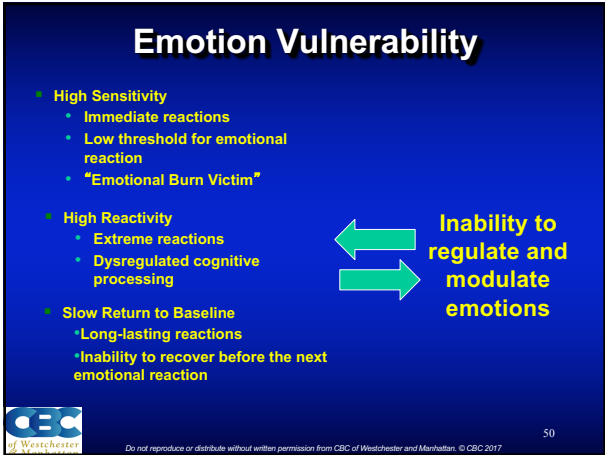 Emotion Vulnerability
High Sensitivity
Immediate reactions
Low threshold for emotional
reaction
“Emotional Burn Victim”
High Reactivity
Extreme reactions
Dysregulated cognitive
processing
Slow Return to Baseline
Long-lasting reactions
Inability to recover before the next
emotional reaction
Inability to
regulate and
modulate
emotions
CBC
of Westchester
& Manhattan
50
Do not reproduce or distribute without written permission from CBC of Westchester and Manhattan. © CBC 2017